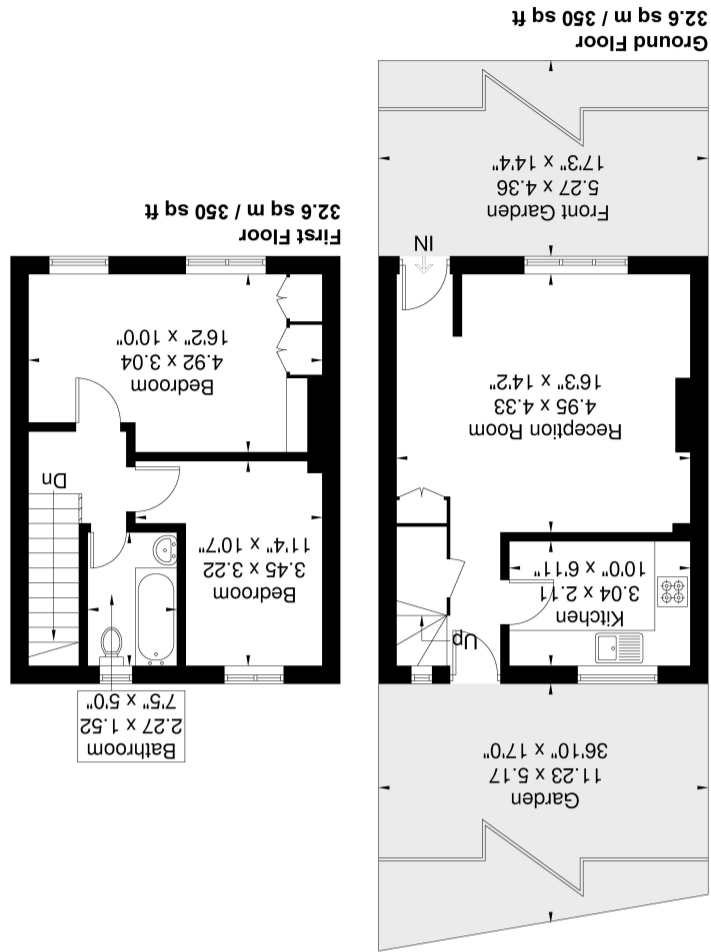 Garden
11.23 x 5.17
36'10" x 17'0"
Kitchen
3.04 x 2.11
10'0" x 6'11"
Up
Reception Room
4.95 x 4.33
16'3" x 14'2"
IN
Front Garden
5.27 x 4.36
17'3" x 14'4"
Ground Floor
32.6 sq m / 350 sq ft
Bathroom
2.27 x 1.52
7'5" x 5'0"
Bedroom
3.45 x 3.22
11'4" x 10'7"
Dn
Bedroom
4.92 x 3.04
16'2" x 10'0"
First Floor
32.6 sq m / 350 sq ft